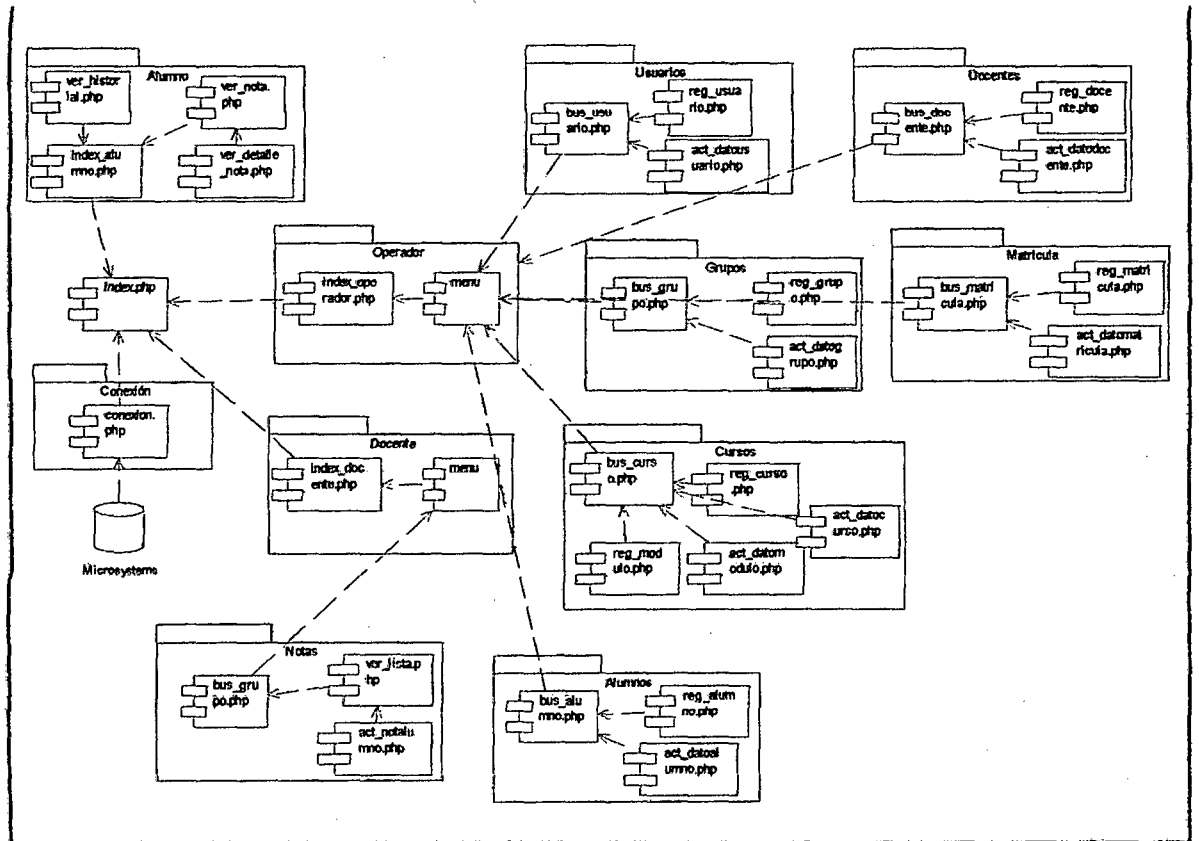 Alumno
ver_histor
ial.php
ver_nota.
php
index_alu
mno.php
ver_detalle
_nota.php
Usuarios
bus_usu
ario.php
reg_usua
rio.php
act_datous
uario.php
Docentes
bus_doc
ente.php
reg_doce
nte.php
act_datodoc
ente.php
Index.php
Operador
index_ope
rador.php
menu
Grupos
bus_gru
po.php
reg_grup
o.php
act_datog
rupo.php
Matricula
bus_matri
cula.php
reg_matri
cula.php
act_datomat
ricula.php
Conexión
conexion.
php
Microsystems
Docente
index_doc
ente.php
menu
Cursos
bus_curs
o.php
reg_curso
.php
act_datoc
urso.php
reg_mod
ulo.php
act_datom
odulo.php
Notas
bus_gru
po.php
ver_lista.p
hp
act_notalu
mno.php
Alumnos
bus_alu
mno.php
reg_alum
no.php
act_datoal
umno.php